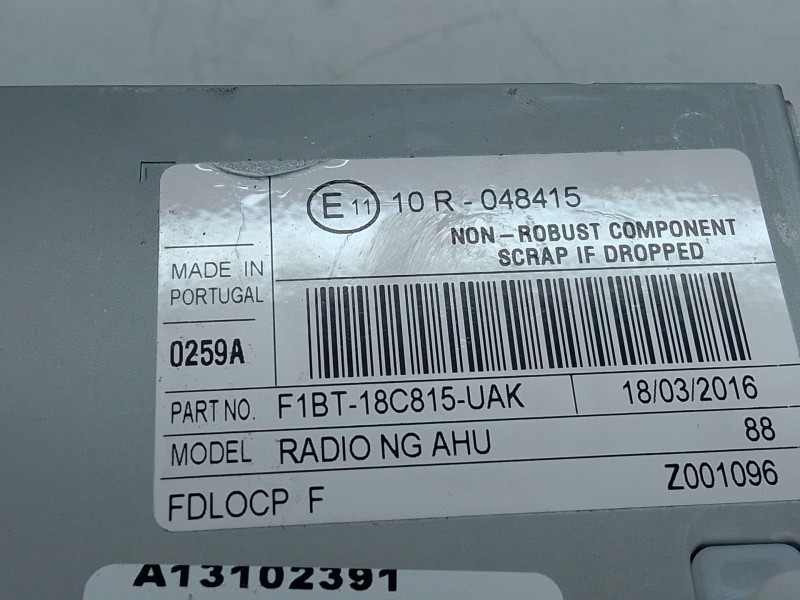 E 11 10 R - 048415
NON-ROBUST COMPONENT
SCRAP IF DROPPED
MADE IN
PORTUGAL
0259A
PART NO. F1BT-18C815-UAK 18/03/2016
MODEL RADIO NG AHU 88
FDLOCP F Z001096
A13102391